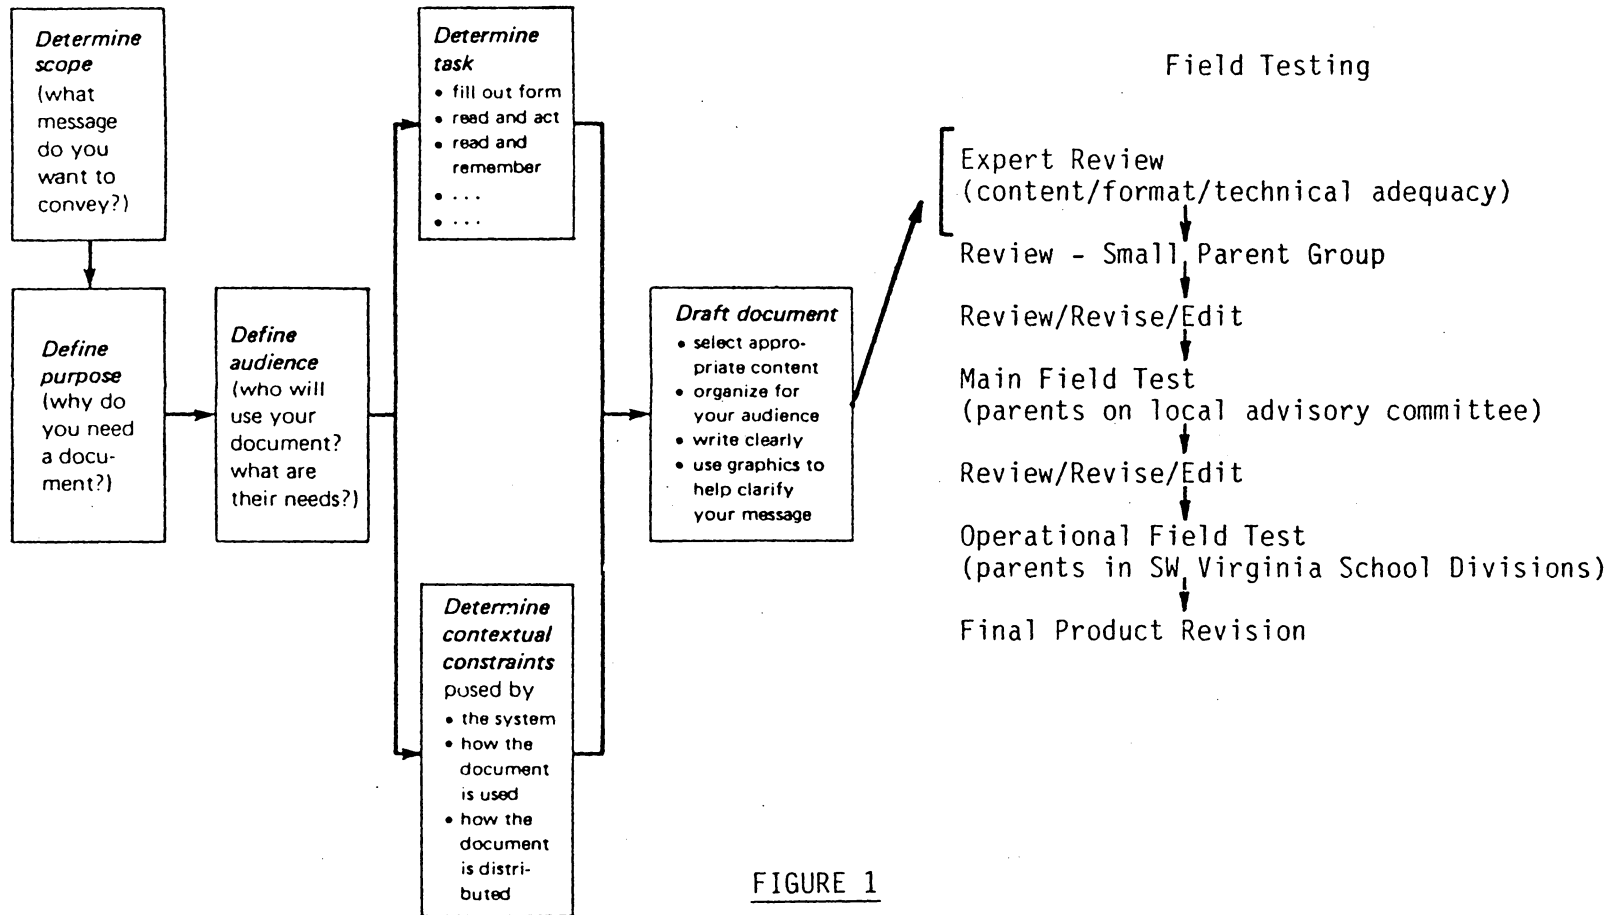 Determine
scope
(what
message
do you
want to
convey?)
Define
purpose
(why do
you need
a docu-
ment?)
Define
audience
(who will
use your
document?
what are
their needs?)
Determine
task
• fill out form
• read and act
• read and
remember
• ...
• ...
Determine
contextual
constraints
posed by
• the system
• how the
document
is used
• how the
document
is distri-
buted
Draft document
• select appro-
priate content
• organize for
your audience
• write clearly
• use graphics to
help clarify
your message
Field Testing
Expert Review
(content/format/technical adequacy)
Review - Small Parent Group
Review/Revise/Edit
Main Field Test
(parents on local advisory committee)
Review/Revise/Edit
Operational Field Test
(parents in SW Virginia School Divisions)
Final Product Revision
FIGURE 1